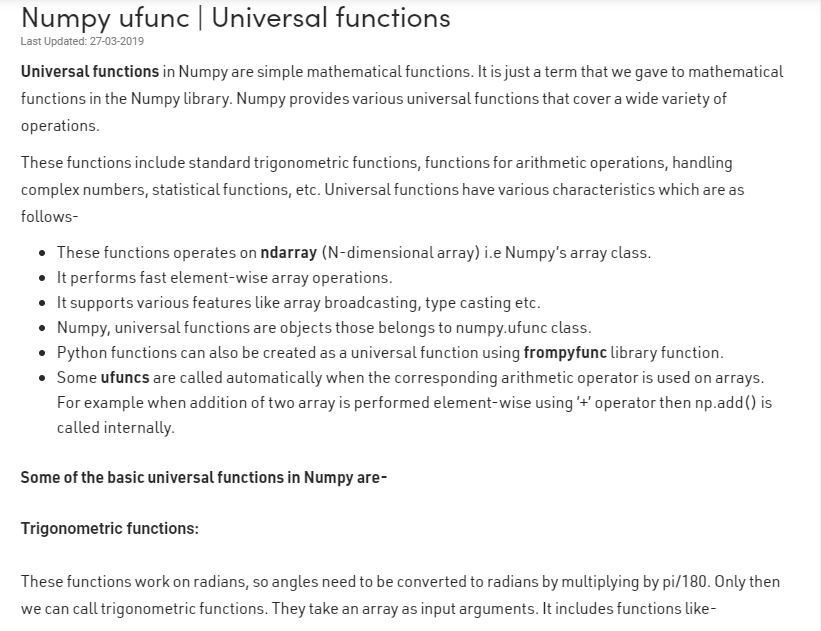 Numpy ufunc | Universal functions
Last Updated: 27-03-2019
Universal functions in Numpy are simple mathematical functions. It is just a term that we gave to mathematical
functions in the Numpy library. Numpy provides various universal functions that cover a wide variety of
operations.
These functions include standard trigonometric functions, functions for arithmetic operations, handling
complex numbers, statistical functions, etc. Universal functions have various characteristics which are as
follows-
• These functions operates on ndarray (N-dimensional array) i.e Numpy's array class.
• It performs fast element-wise array operations.
• It supports various features like array broadcasting, type casting etc.
• Numpy, universal functions are objects those belongs to numpy.ufunc class.
• Python functions can also be created as a universal function using frompyfunc library function.
• Some ufuncs are called automatically when the corresponding arithmetic operator is used on arrays.
For example when addition of two array is performed element-wise using '+' operator then np.add() is
called internally.
Some of the basic universal functions in Numpy are-
Trigonometric functions:
These functions work on radians, so angles need to be converted to radians by multiplying by pi/180. Only then
we can call trigonometric functions. They take an array as input arguments. It includes functions like-